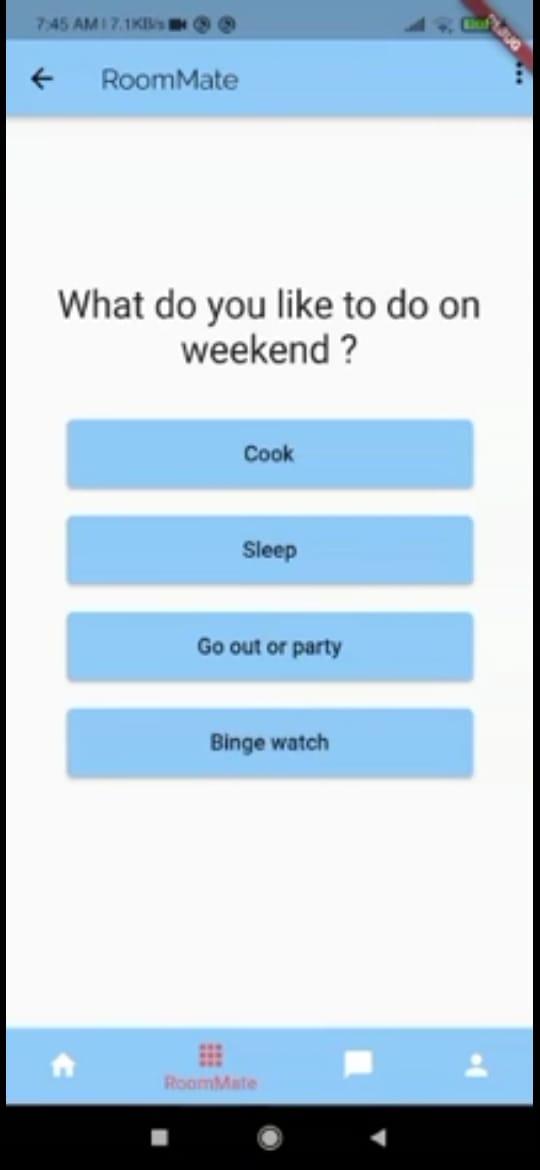 7:45 AM | 7.1KB/s
RoomMate
What do you like to do on
weekend ?
Cook
Sleep
Go out or party
Binge watch
RoomMate